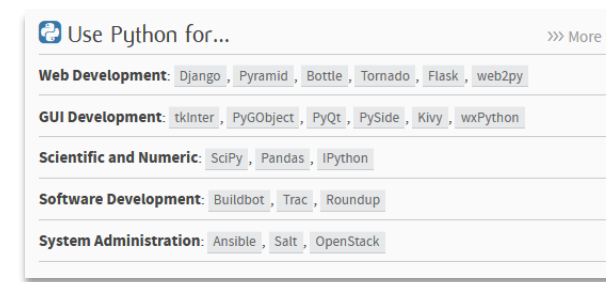 Use Python for...
>>> More
Web Development: Django , Pyramid , Bottle , Tornado , Flask , web2py
GUI Development: tkInter , PyGObject , PyQt , PySide , Kivy , wxPython
Scientific and Numeric: SciPy , Pandas , IPython
Software Development: Buildbot , Trac , Roundup
System Administration: Ansible , Salt , OpenStack